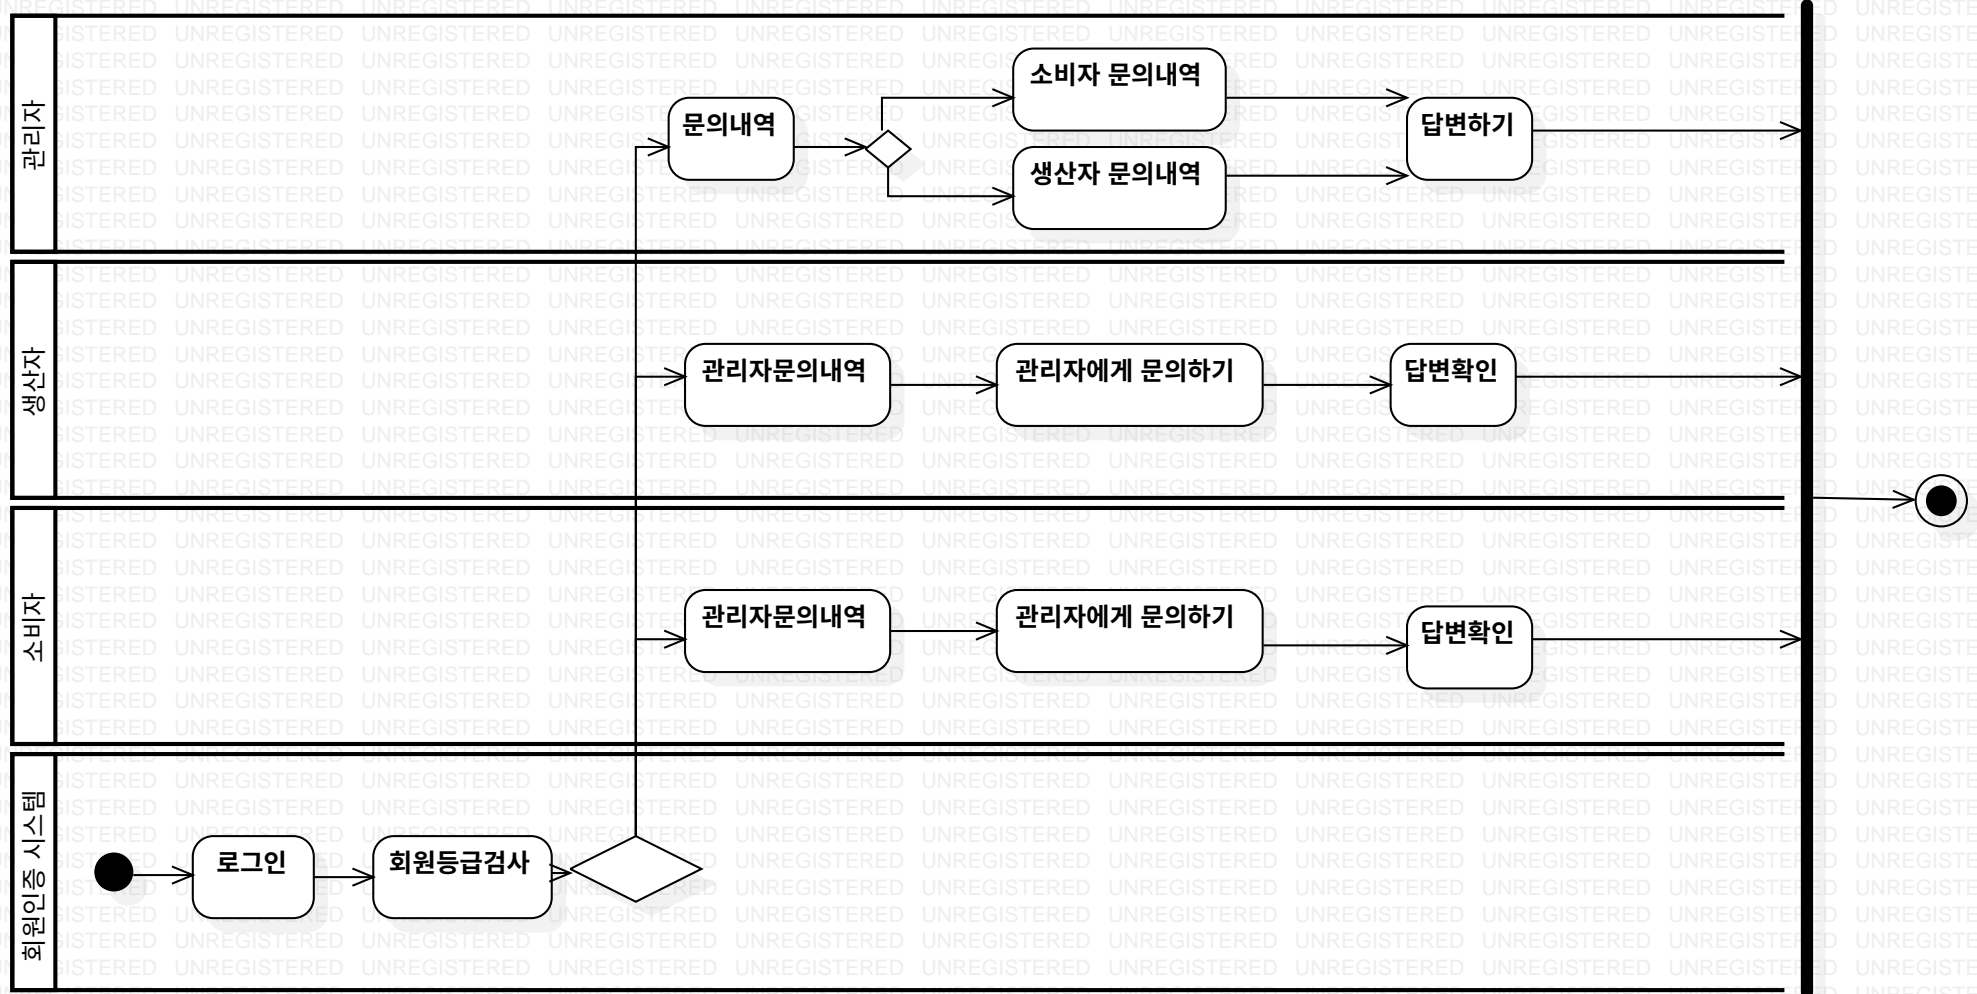 관리자
문의내역
소비자 문의내역
생산자 문의내역
답변하기
생산자
관리자문의내역
관리자에게 문의하기
답변확인
소비자
관리자문의내역
관리자에게 문의하기
답변확인
회원인증 시스템
로그인
회원등급검사
UNREGISTERED